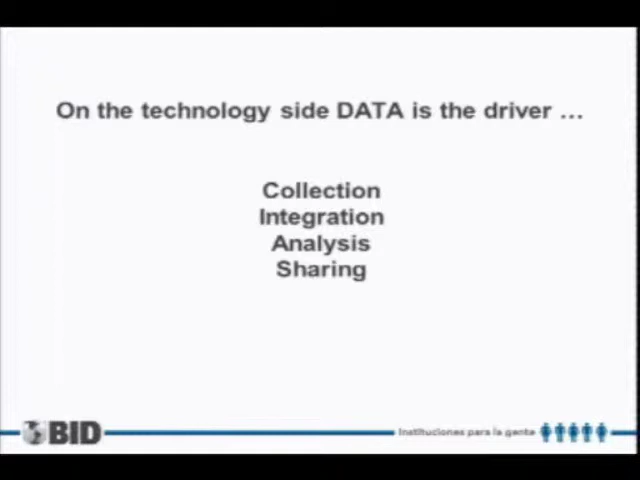 On the technology side DATA is the driver …
Collection
Integration
Analysis
Sharing
BID
Instituciones para la gente